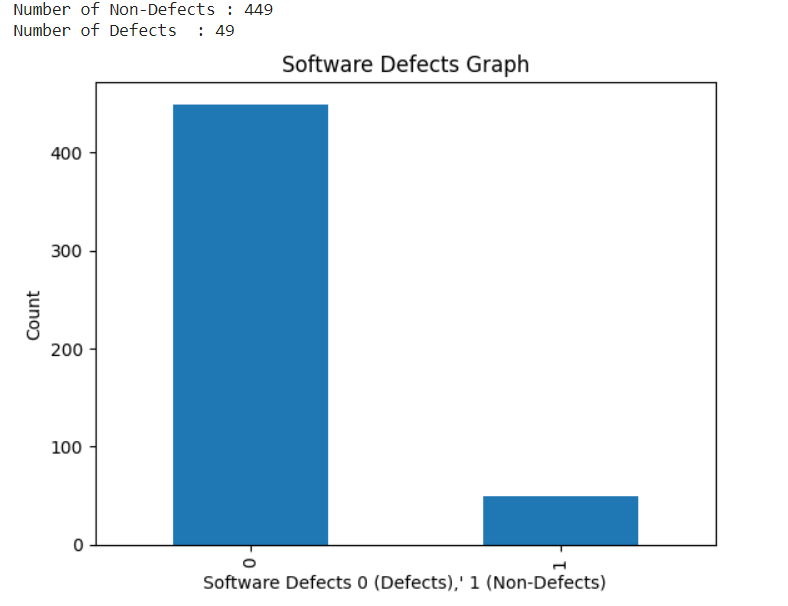 Number of Non-Defects : 449
Number of Defects  : 49
Software Defects Graph
400
300
200
100
0
Count
0
1
Software Defects 0 (Defects),' 1 (Non-Defects)